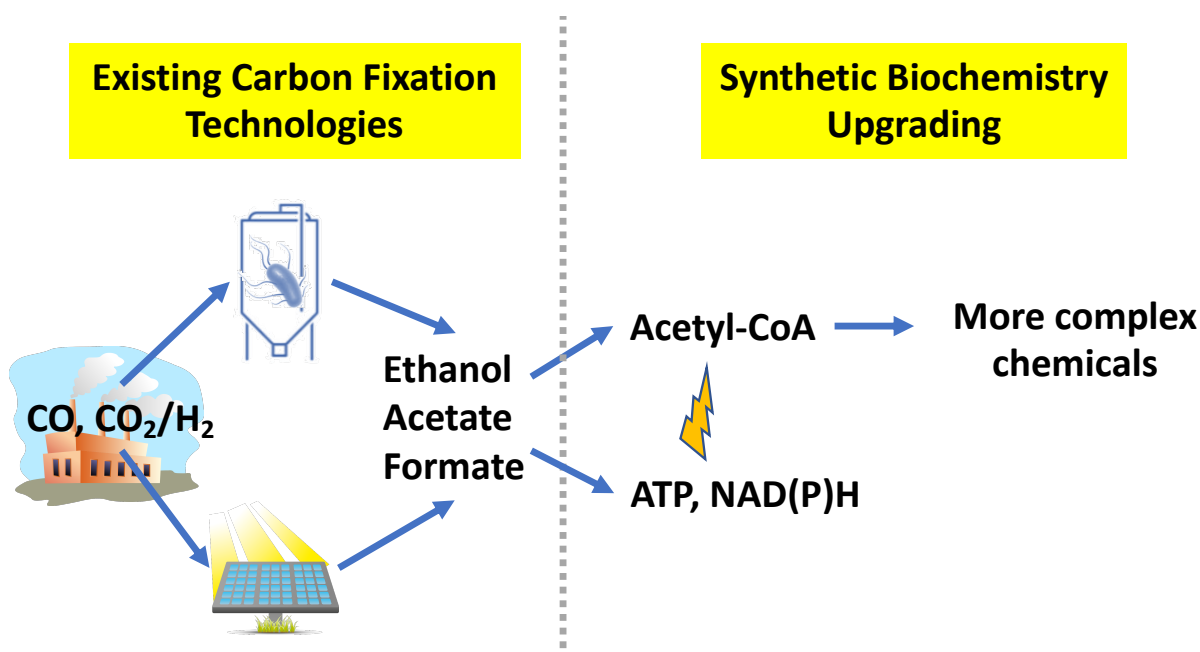 Existing Carbon Fixation
Technologies
Synthetic Biochemistry
Upgrading
CO, CO₂/H₂
Ethanol
Acetate
Formate
Acetyl-CoA
ATP, NAD(P)H
More complex
chemicals